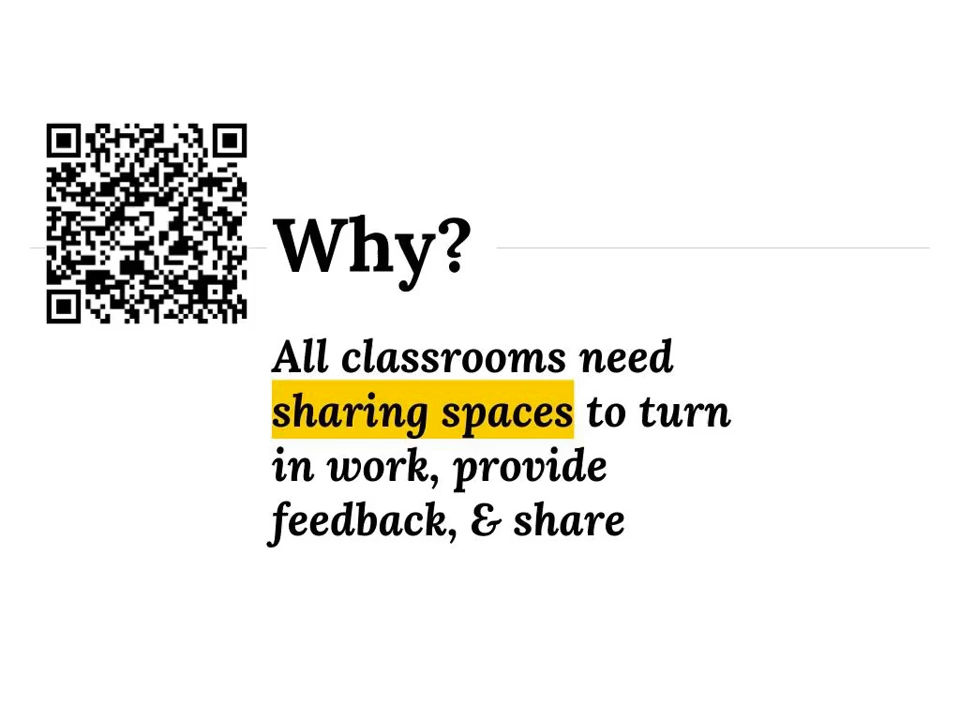 Why?
All classrooms need
sharing spaces to turn
in work, provide
feedback, & share